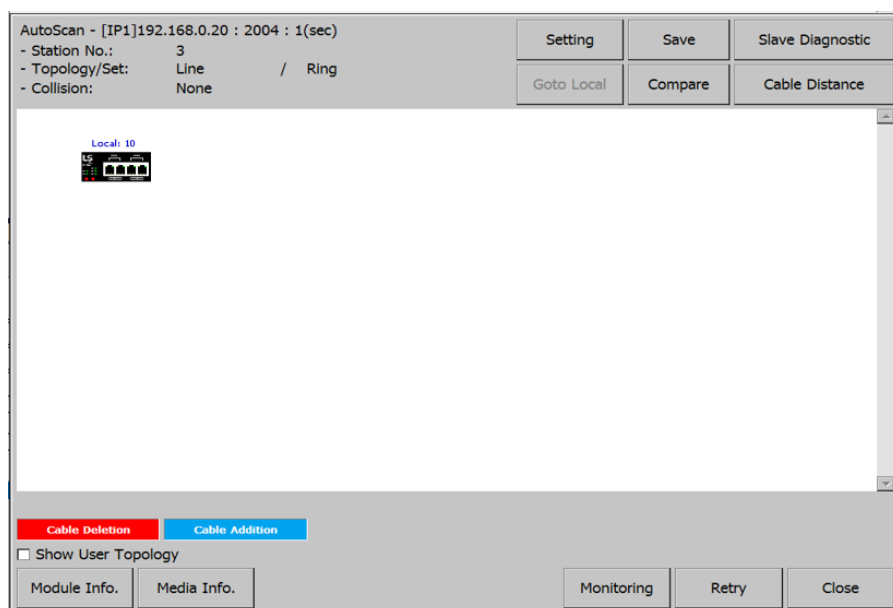 AutoScan - [IP1]192.168.0.20 : 2004 : 1(sec)
- Station No.: 3
- Topology/Set: Line / Ring
- Collision: None
Setting Save Slave Diagnostic
Goto Local Compare Cable Distance
Local: 10
LS
Cable Deletion Cable Addition
Show User Topology
Module Info. Media Info. Monitoring Retry Close